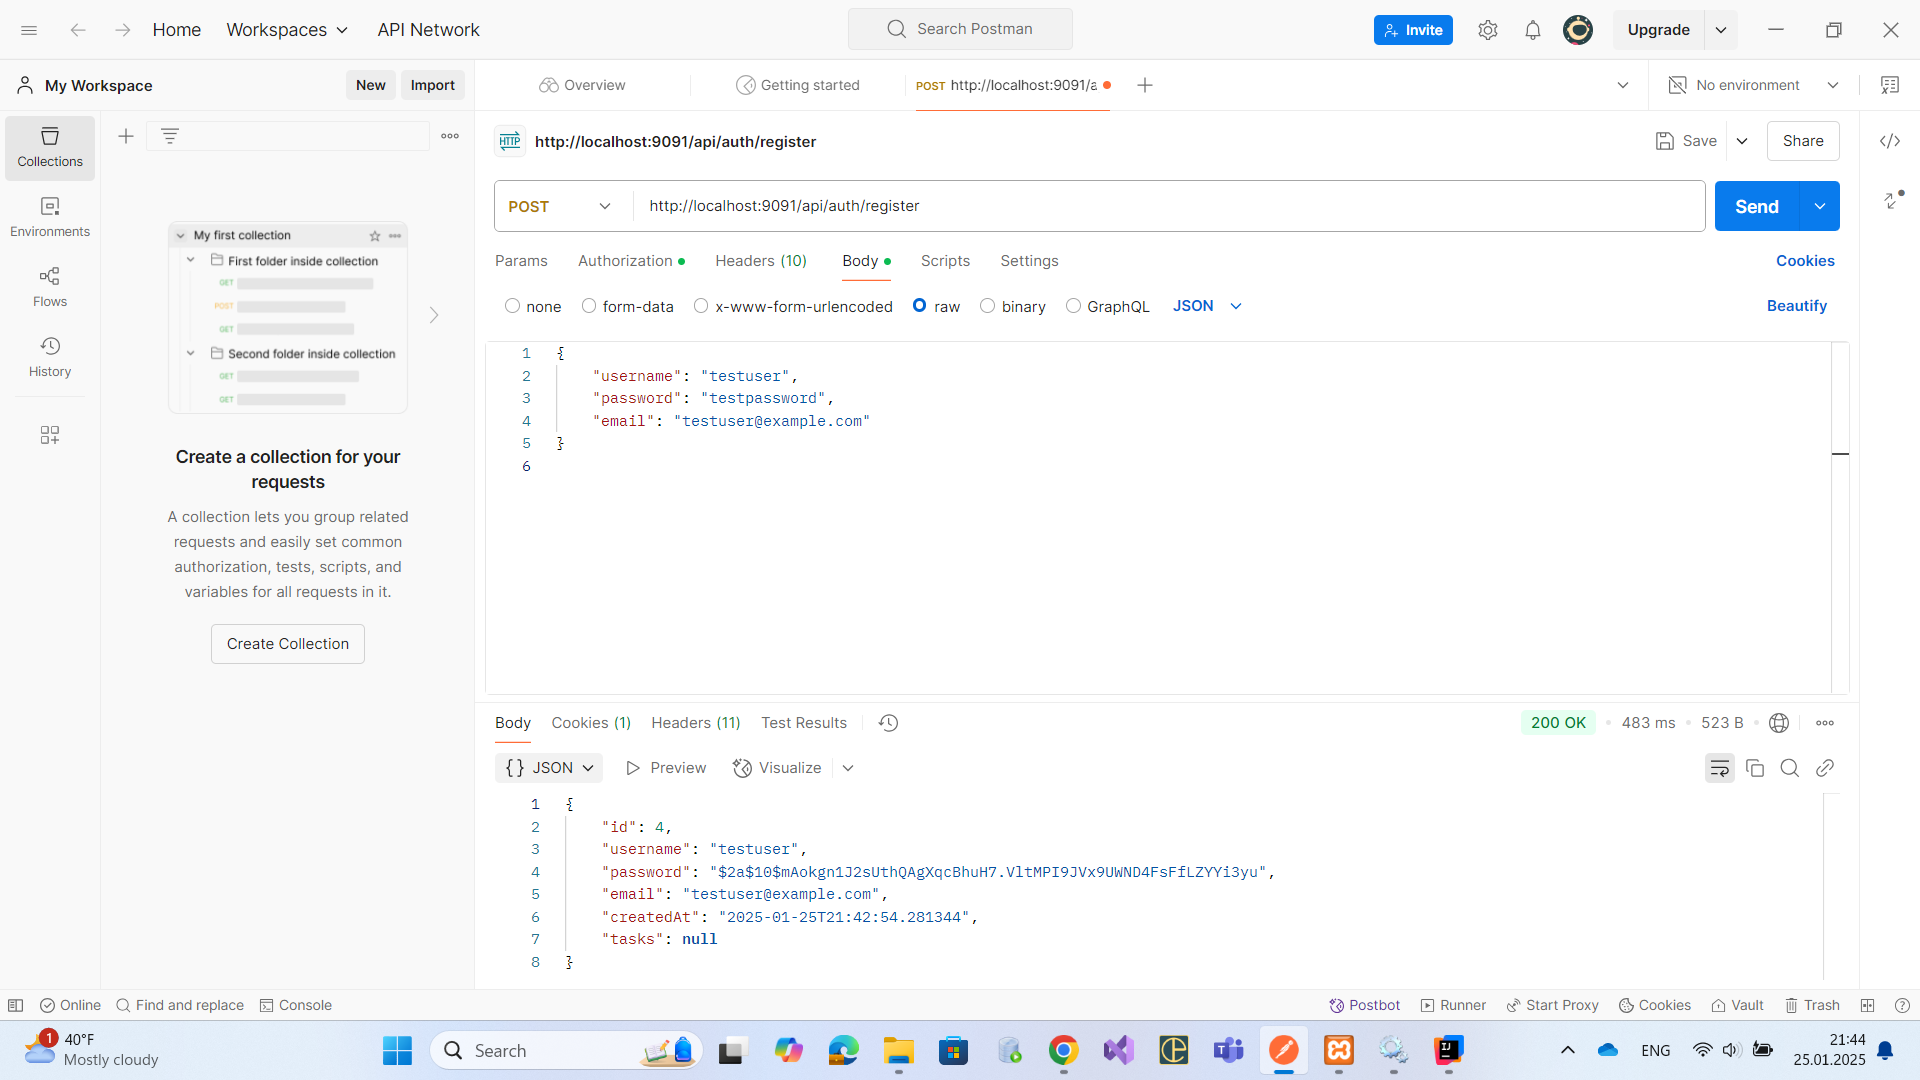 Home
Workspaces
API Network
Search Postman
Invite
Upgrade
My Workspace
New
Import
Overview
Getting started
POST http://localhost:9091/a
No environment
Collections
Environments
Flows
History
My first collection
First folder inside collection
GET
POST
GET
Second folder inside collection
GET
GET
Create a collection for your
requests
A collection lets you group related
requests and easily set common
authorization, tests, scripts, and
variables for all requests in it.
Create Collection
HTTP http://localhost:9091/api/auth/register
Save
Share
POST
http://localhost:9091/api/auth/register
Send
Params
Authorization
Headers (10)
Body
Scripts
Settings
Cookies
none
form-data
x-www-form-urlencoded
raw
binary
GraphQL
JSON
Beautify
1 {
2 "username": "testuser",
3 "password": "testpassword",
4 "email": "testuser@example.com"
5 }
6
Body
Cookies (1)
Headers (11)
Test Results
200 OK
483 ms
523 B
{} JSON
Preview
Visualize
1 {
2 "id": 4,
3 "username": "testuser",
4 "password": "$2a$10$mAokgn1J2sUthQAgXqcBhuH7.VltMPI9JVx9UWND4FsFfLZYYi3yu",
5 "email": "testuser@example.com",
6 "createdAt": "2025-01-25T21:42:54.281344",
7 "tasks": null
8 }
Online
Find and replace
Console
Postbot
Runner
Start Proxy
Cookies
Vault
Trash
1
40°F
Mostly cloudy
Search
ENG
21:44
25.01.2025